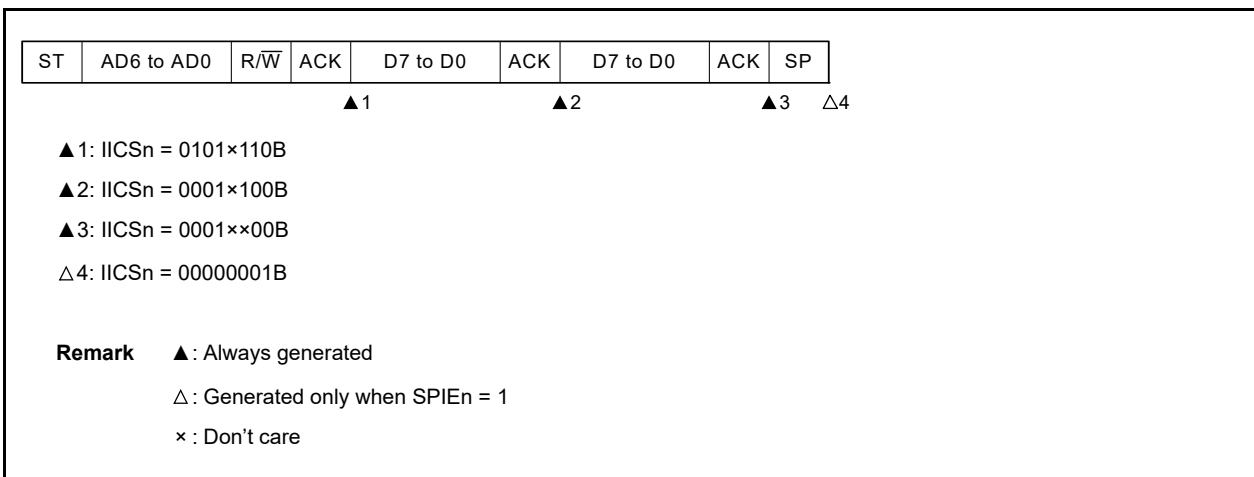 ST AD6 to AD0 R/W̅ ACK D7 to D0 ACK D7 to D0 ACK SP
▲1 ▲2 ▲3 △4
▲1: IICSn = 0101×110B
▲2: IICSn = 0001×100B
▲3: IICSn = 0001××00B
△4: IICSn = 00000001B
Remark ▲: Always generated
△: Generated only when SPIEn = 1
×: Don't care